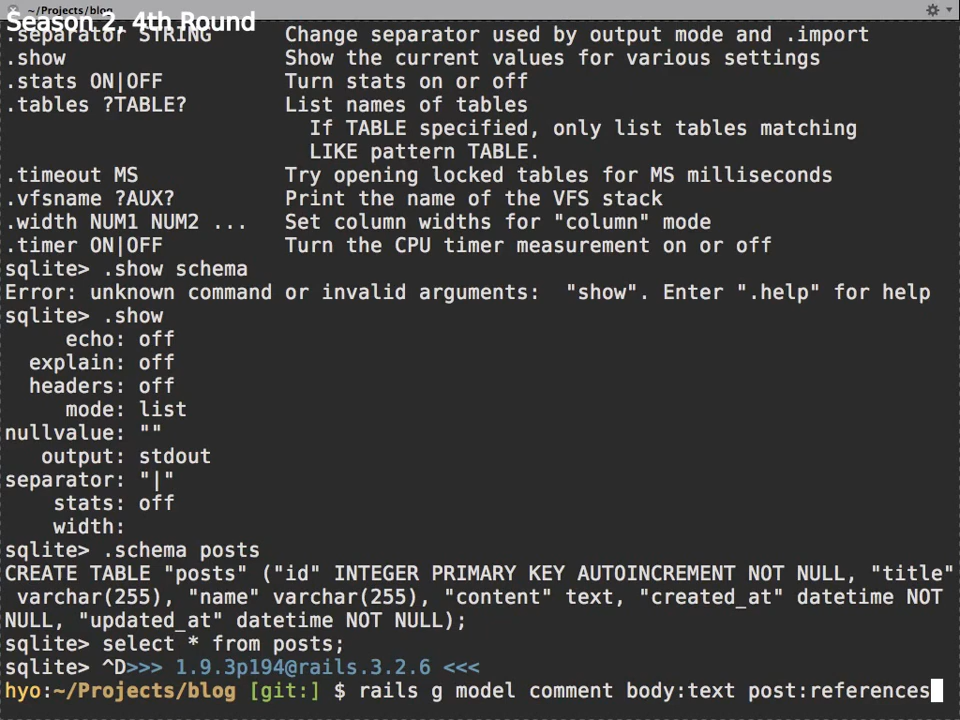 ~/Projects/blog
Season 2, 4th Round
.separator STRING      Change separator used by output mode and .import
.show                  Show the current values for various settings
.stats ON|OFF          Turn stats on or off
.tables ?TABLE?        List names of tables
                         If TABLE specified, only list tables matching
                         LIKE pattern TABLE.
.timeout MS            Try opening locked tables for MS milliseconds
.vfsname ?AUX?         Print the name of the VFS stack
.width NUM1 NUM2 ...   Set column widths for "column" mode
.timer ON|OFF          Turn the CPU timer measurement on or off
sqlite> .show schema
Error: unknown command or invalid arguments:  "show". Enter ".help" for help
sqlite> .show
     echo: off
  explain: off
  headers: off
     mode: list
nullvalue: ""
   output: stdout
separator: "|"
    stats: off
    width:
sqlite> .schema posts
CREATE TABLE "posts" ("id" INTEGER PRIMARY KEY AUTOINCREMENT NOT NULL, "title"
 varchar(255), "name" varchar(255), "content" text, "created_at" datetime NOT
NULL, "updated_at" datetime NOT NULL);
sqlite> select * from posts;
sqlite> ^D>>> 1.9.3p194@rails.3.2.6 <<<
hyo:~/Projects/blog [git:] $ rails g model comment body:text post:references